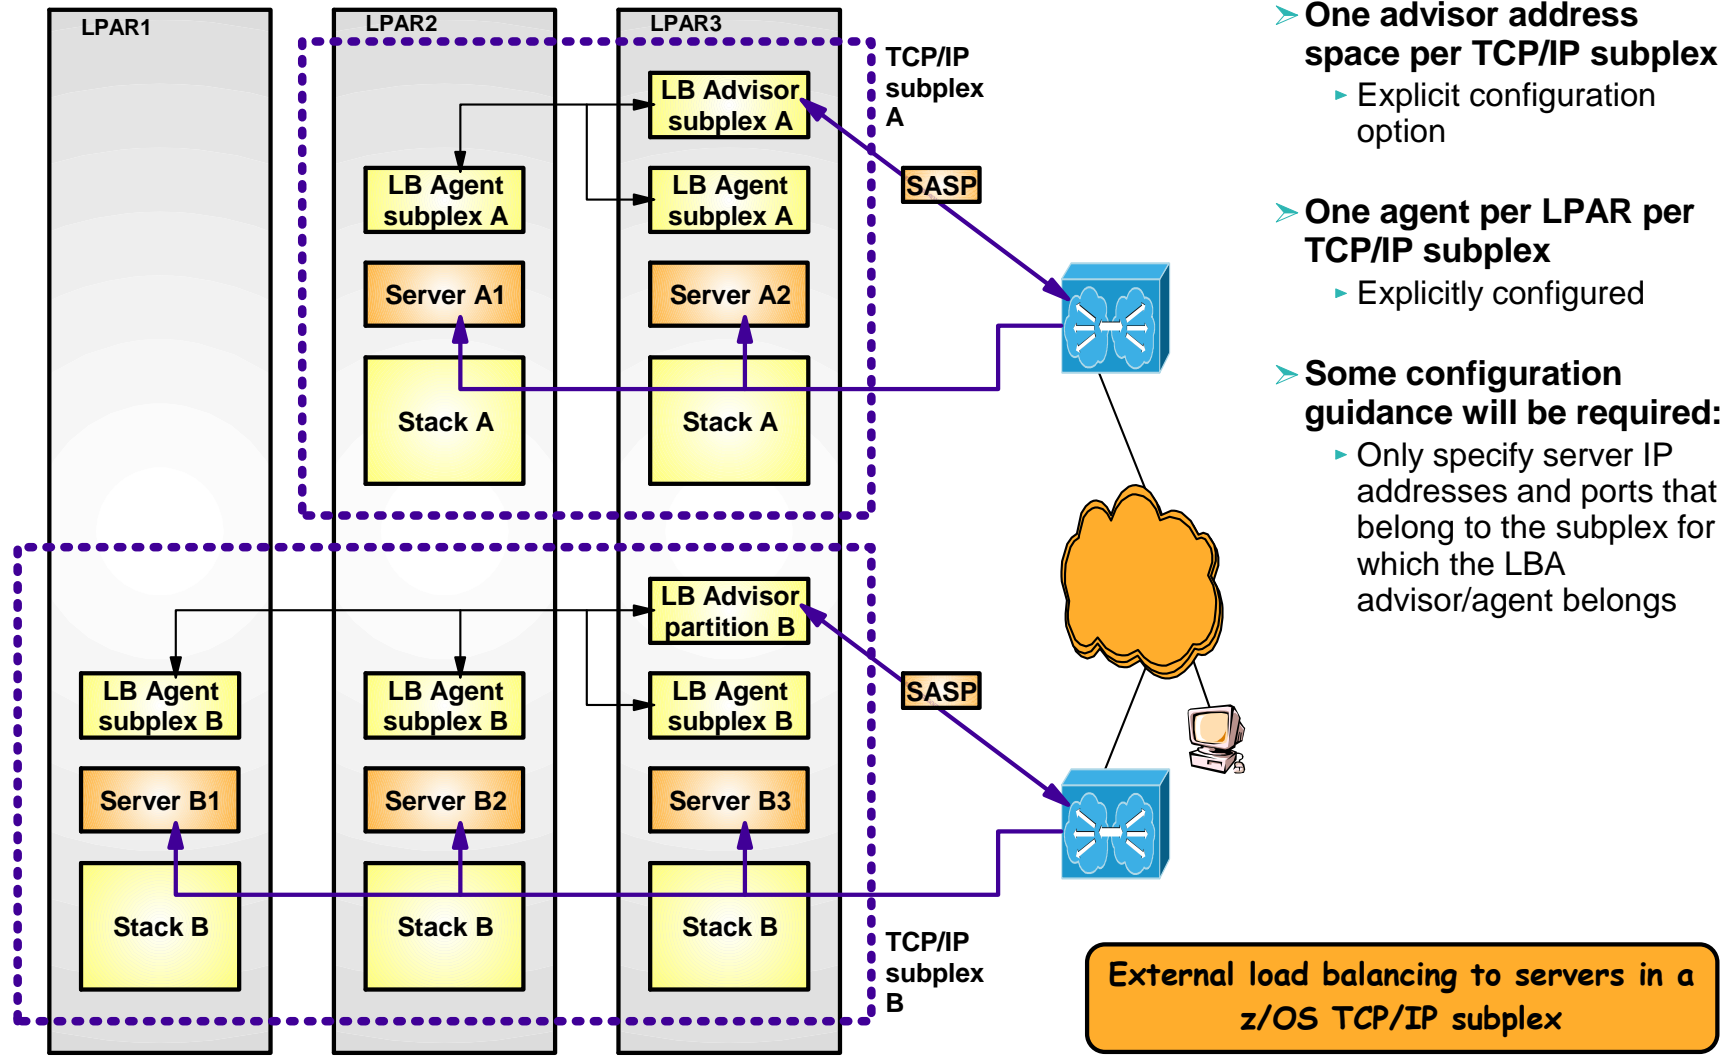 LPAR1
LPAR2
LPAR3
TCP/IP
subplex
A
LB Advisor
subplex A
LB Agent
subplex A
LB Agent
subplex A
SASP
Server A1
Server A2
Stack A
Stack A
LB Advisor
partition B
LB Agent
subplex B
LB Agent
subplex B
LB Agent
subplex B
SASP
Server B1
Server B2
Server B3
Stack B
Stack B
Stack B
TCP/IP
subplex
B
One advisor address
space per TCP/IP subplex
Explicit configuration
option
One agent per LPAR per
TCP/IP subplex
Explicitly configured
Some configuration
guidance will be required:
Only specify server IP
addresses and ports that
belong to the subplex for
which the LBA
advisor/agent belongs
External load balancing to servers in a
z/OS TCP/IP subplex